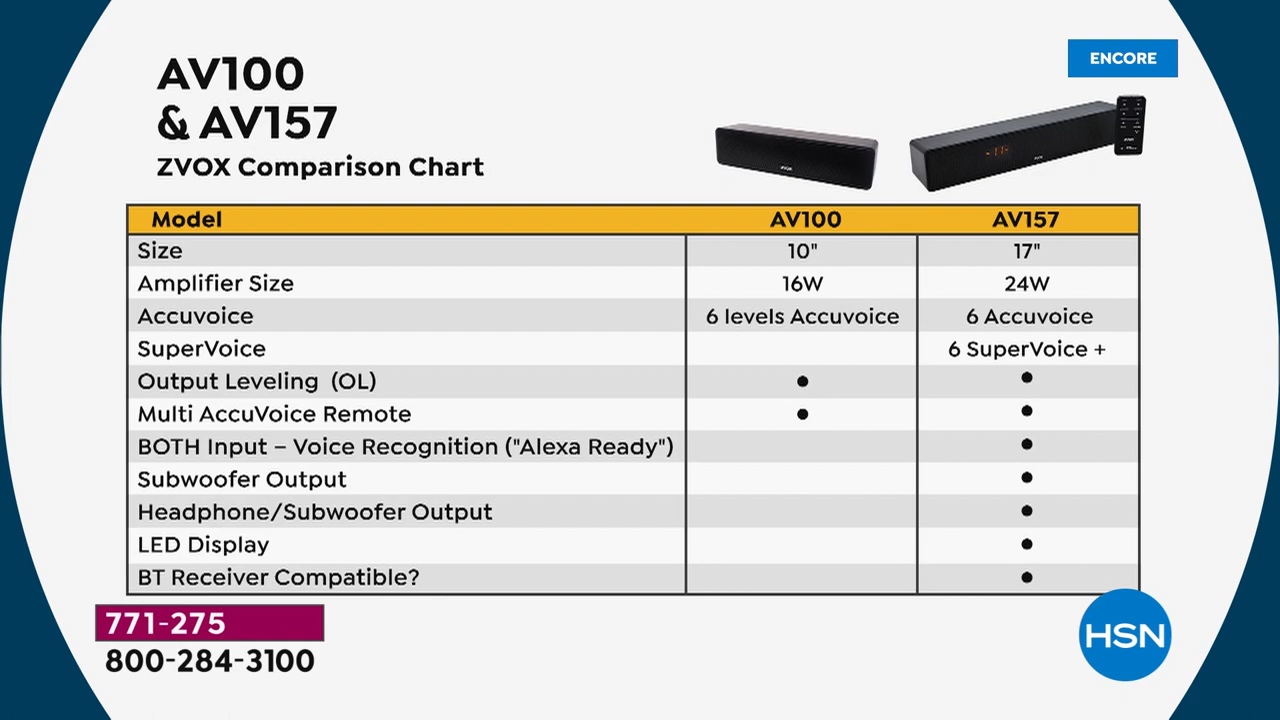 AV100
& AV157
ZVOX Comparison Chart
ENCORE
Model AV100 AV157
Size 10" 17"
Amplifier Size 16W 24W
Accuvoice 6 levels Accuvoice 6 Accuvoice
SuperVoice 6 SuperVoice +
Output Leveling (OL) • •
Multi AccuVoice Remote • •
BOTH Input – Voice Recognition ("Alexa Ready") •
Subwoofer Output •
Headphone/Subwoofer Output •
LED Display •
BT Receiver Compatible? •
771-275
800-284-3100
HSN